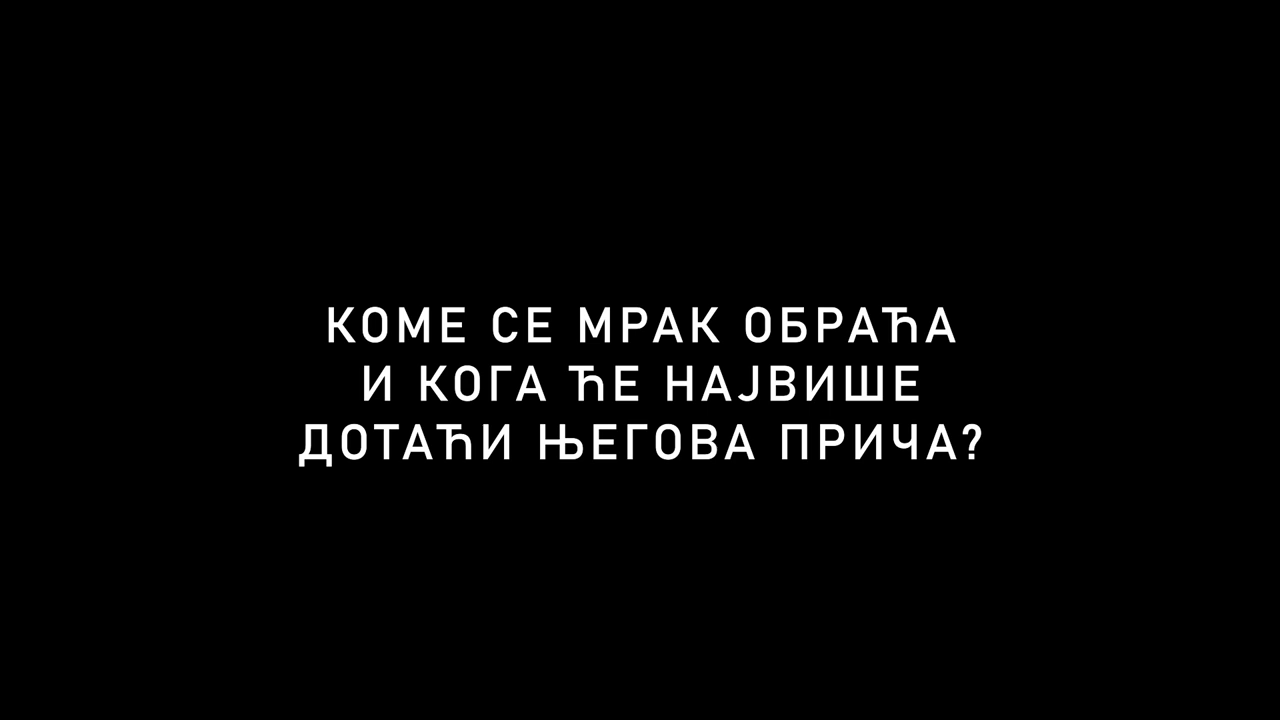 КОМЕ СЕ МРАК ОБРАЋА
И КОГА ЋЕ НАЈВИШЕ
ДОТАЋИ ЊЕГОВА ПРИЧА?